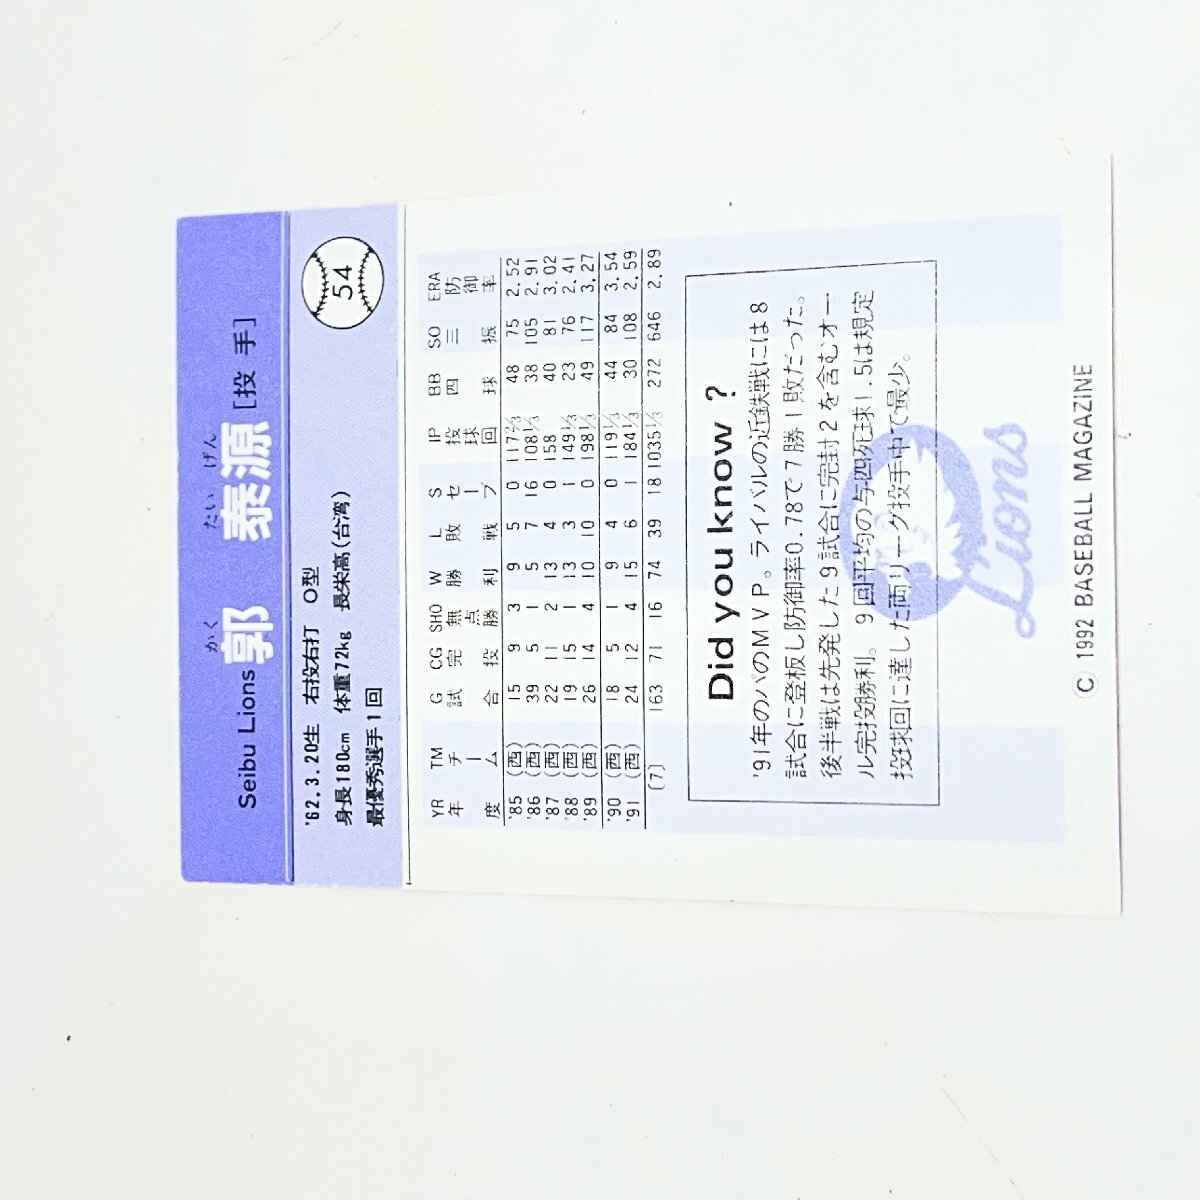 かく たい げん
Seibu Lions 郭 泰源 [投 手]
'62.3.20生 右投右打 O型
身長180cm 体重72kg 長栄高(台湾)
最優秀選手1回
54
YR TM G CG SHO W L S IP BB SO ERA
年度 チーム 試合 完投 無点勝 勝利 敗戦 セーブ 投球回 四球 三振 防御率
'85 (西) 15 9 3 9 5 0 117⅔ 48 75 2.52
'86 (西) 39 5 1 5 7 16 108⅓ 38 105 2.91
'87 (西) 22 11 2 13 4 0 158 40 81 3.02
'88 (西) 19 15 1 13 3 1 149⅓ 23 76 2.41
'89 (西) 26 14 4 10 10 0 198⅓ 49 117 3.27
'90 (西) 18 5 1 9 4 0 119⅓ 44 84 3.54
'91 (西) 24 12 4 15 6 1 184⅓ 30 108 2.59
(7) 163 71 16 74 39 18 1035⅓ 272 646 2.89
Did you know ?
'91年のパのMVP。ライバルの近鉄戦には8
試合に登板し防御率0.78で7勝1敗だった。
後半戦は先発した9試合に完封2を含むオー
ル完投勝利。9回平均の与四死球1.5は規定
投球回に達した両リーグ投手中で最少。
Lions
© 1992 BASEBALL MAGAZINE